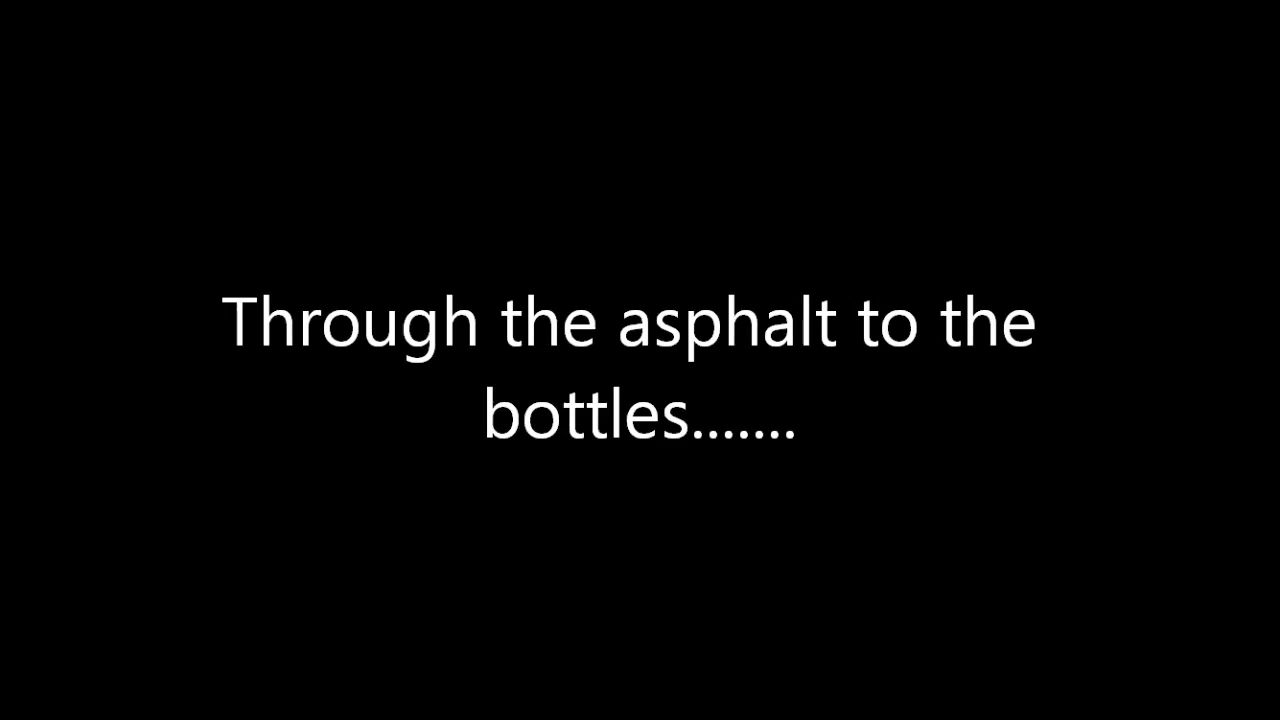 Through the asphalt to the
bottles.......